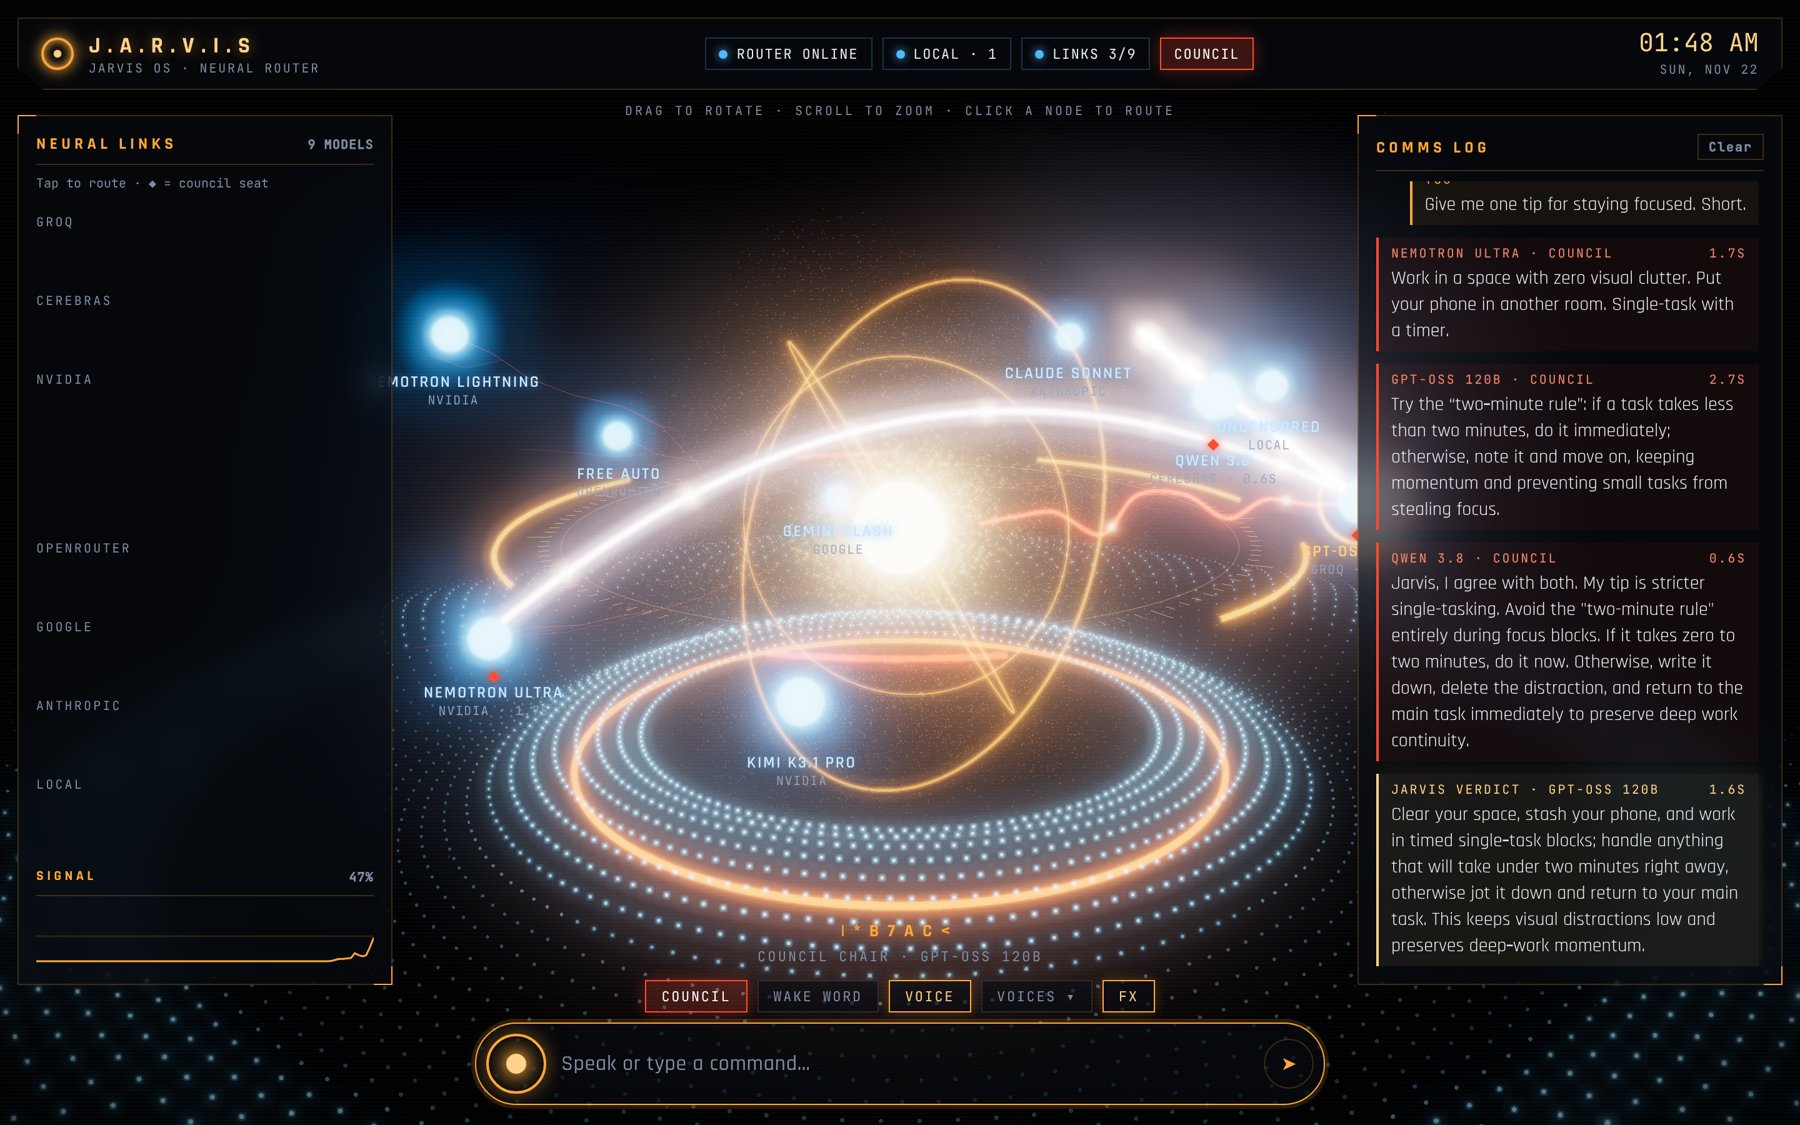 J.A.R.V.I.S
JARVIS OS · NEURAL ROUTER
ROUTER ONLINE
LOCAL · 1
LINKS 3/9
COUNCIL
01:48 AM
SUN, NOV 22
DRAG TO ROTATE · SCROLL TO ZOOM · CLICK A NODE TO ROUTE
NEURAL LINKS
9 MODELS
Tap to route · ◆ = council seat
GROQ
CEREBRAS
NVIDIA
OPENROUTER
GOOGLE
ANTHROPIC
LOCAL
SIGNAL
47%
EMOTRON LIGHTNING
NVIDIA
FREE AUTO
OPENROUTER
CLAUDE SONNET
ANTHROPIC
UNCENSORED
LOCAL
QWEN 3.8
CEREBRAS · 0.6S
GEMINI FLASH
GOOGLE
GPT-OS
GROQ
NEMOTRON ULTRA
NVIDIA
KIMI K3.1 PRO
NVIDIA
COUNCIL CHAIR · GPT-OSS 120B
COUNCIL
WAKE WORD
VOICE
VOICES ▾
FX
Speak or type a command...
COMMS LOG
Clear
Give me one tip for staying focused. Short.
NEMOTRON ULTRA · COUNCIL
1.7S
Work in a space with zero visual clutter. Put
your phone in another room. Single-task with
a timer.
GPT-OSS 120B · COUNCIL
2.7S
Try the “two-minute rule”: if a task takes less
than two minutes, do it immediately;
otherwise, note it and move on, keeping
momentum and preventing small tasks from
stealing focus.
QWEN 3.8 · COUNCIL
0.6S
Jarvis, I agree with both. My tip is stricter
single-tasking. Avoid the "two-minute rule"
entirely during focus blocks. If it takes zero to
two minutes, do it now. Otherwise, write it
down, delete the distraction, and return to the
main task immediately to preserve deep work
continuity.
JARVIS VERDICT · GPT-OSS 120B
1.6S
Clear your space, stash your phone, and work
in timed single-task blocks; handle anything
that will take under two minutes right away,
otherwise jot it down and return to your main
task. This keeps visual distractions low and
preserves deep-work momentum.